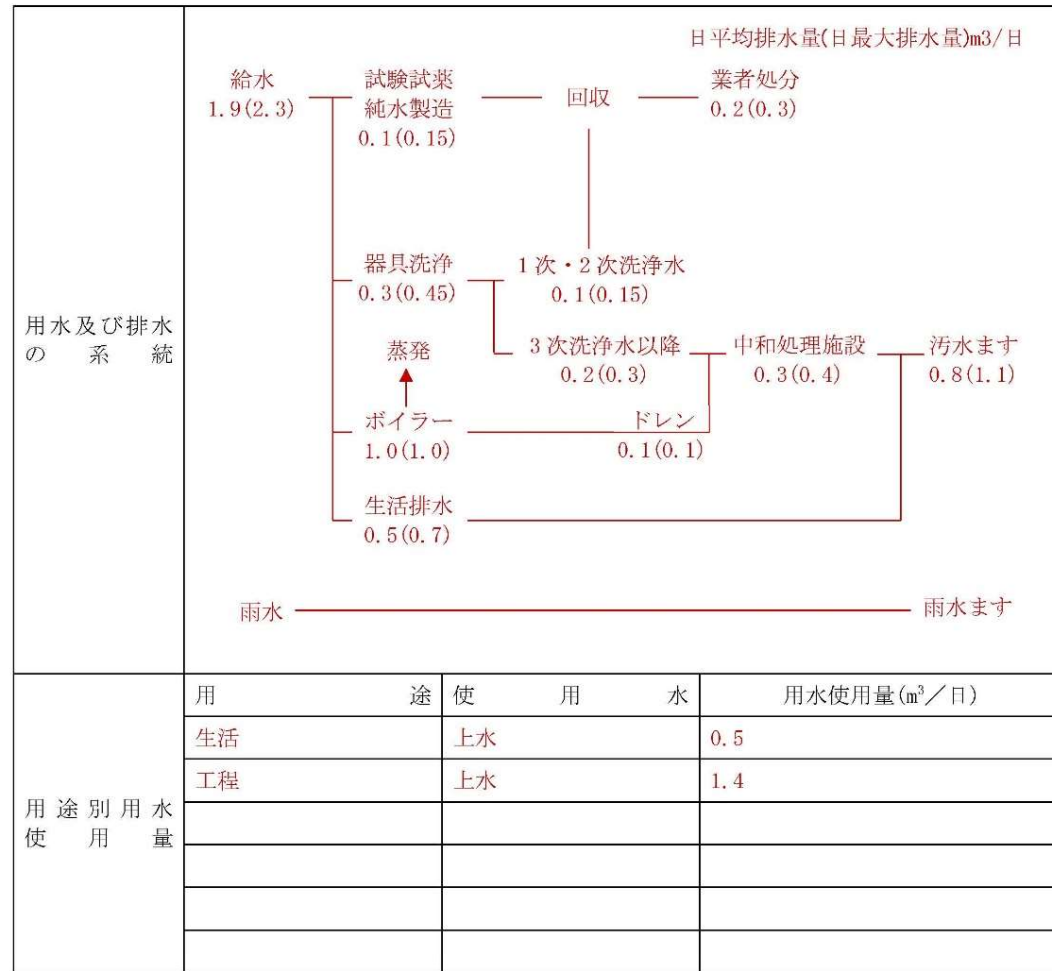 用水及び排水
の系統
日平均排水量(日最大排水量)m3/日
給水
1.9(2.3)
試験試薬
純水製造
0.1(0.15)
回収
業者処分
0.2(0.3)
器具洗浄
0.3(0.45)
1次・2次洗浄水
0.1(0.15)
蒸発
3次洗浄水以降
0.2(0.3)
中和処理施設
0.3(0.4)
汚水ます
0.8(1.1)
ボイラー
1.0(1.0)
ドレン
0.1(0.1)
生活排水
0.5(0.7)
雨水
雨水ます
用途別用水
使用量
用途 使用水 用水使用量(m³/日)
生活 上水 0.5
工程 上水 1.4